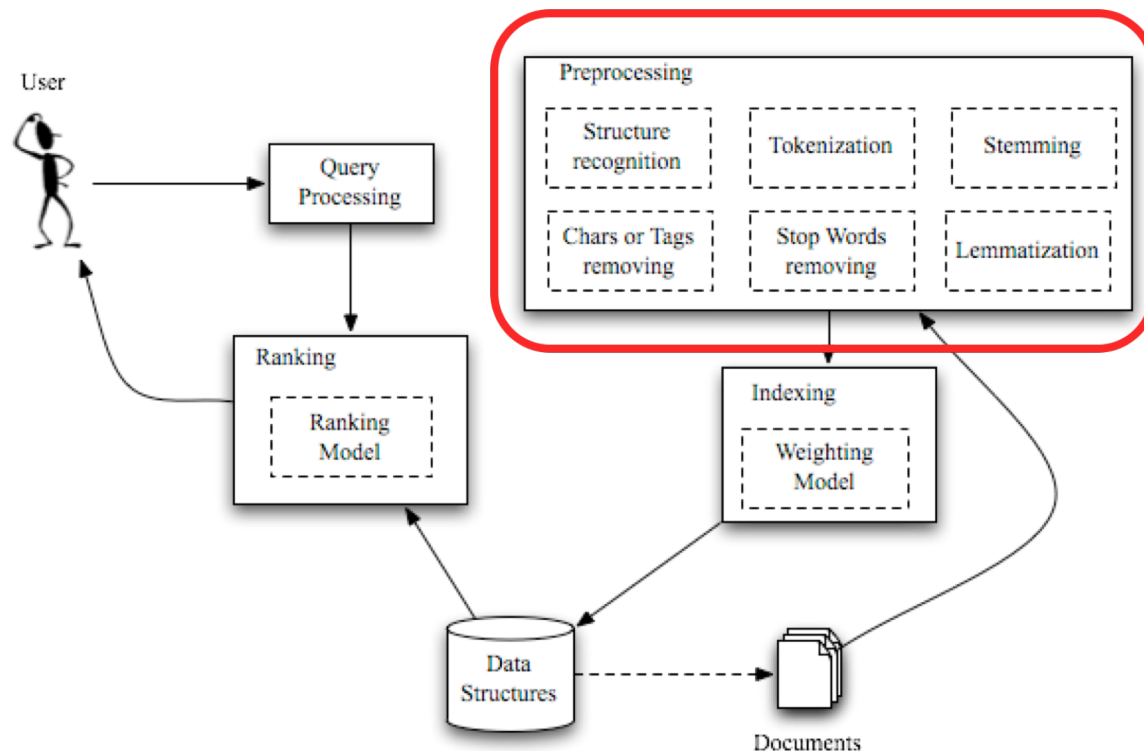 User
Query
Processing
Ranking
Ranking
Model
Preprocessing
Structure
recognition
Tokenization
Stemming
Chars or Tags
removing
Stop Words
removing
Lemmatization
Indexing
Weighting
Model
Data
Structures
Documents